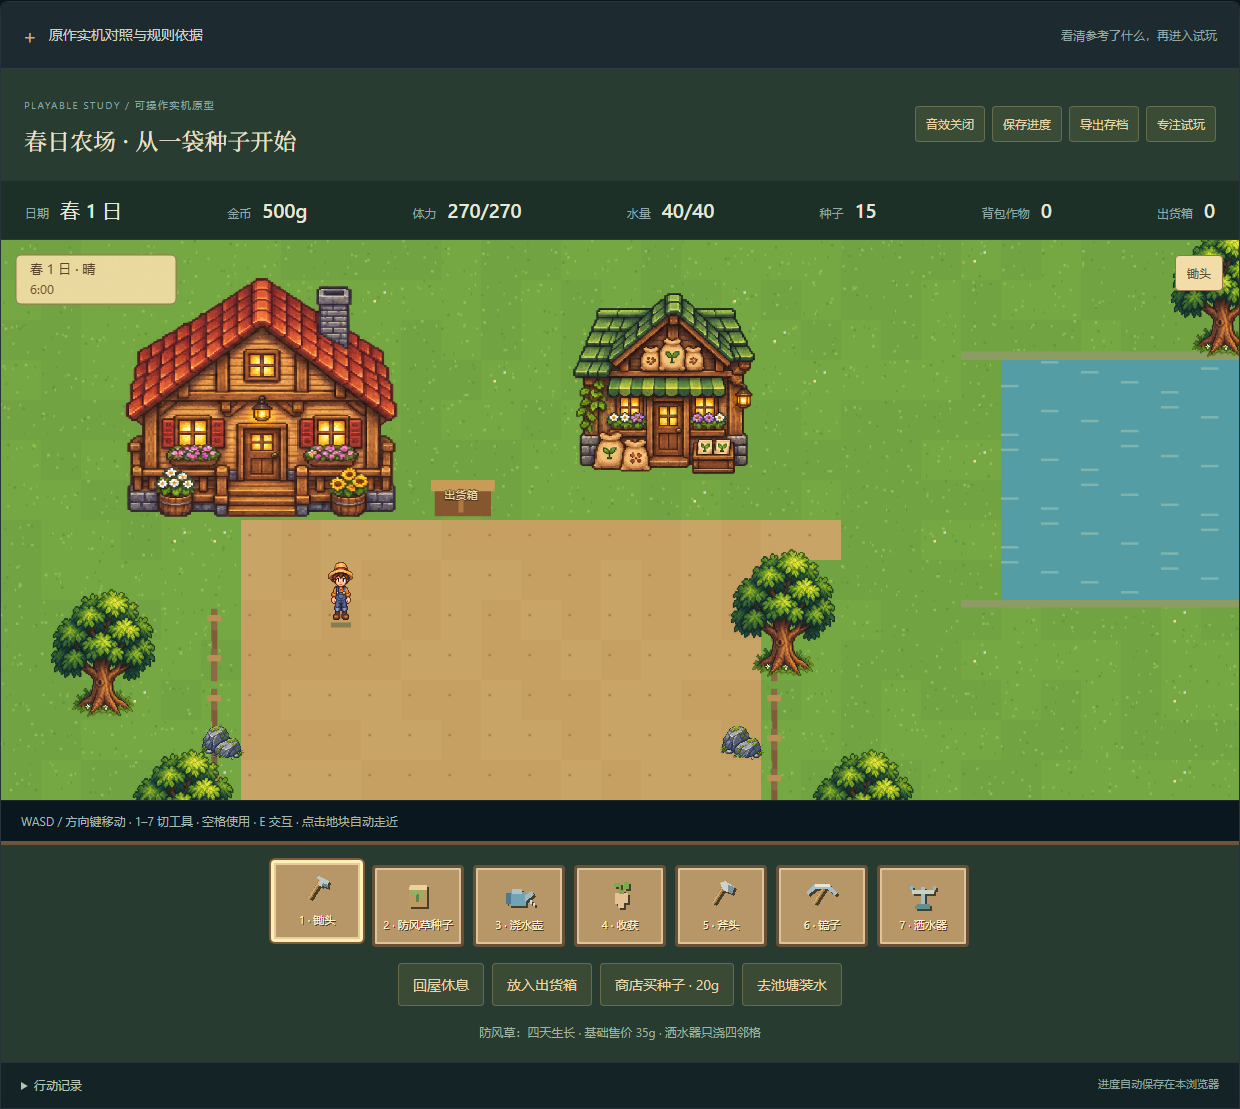 + 原作实机对照与规则依据
看清参考了什么，再进入试玩
PLAYABLE STUDY / 可操作实机原型
春日农场 · 从一袋种子开始
音效关闭
保存进度
导出存档
专注试玩
日期 春 1 日
金币 500g
体力 270/270
水量 40/40
种子 15
背包作物 0
出货箱 0
春 1 日 · 晴
6:00
锄头
出货箱
WASD / 方向键移动 · 1–7 切工具 · 空格使用 · E 交互 · 点击地块自动走近
1 · 锄头
2 · 防风草种子
3 · 浇水壶
4 · 收获
5 · 斧头
6 · 镐子
7 · 洒水器
回屋休息
放入出货箱
商店买种子 · 20g
去池塘装水
防风草：四天生长 · 基础售价 35g · 洒水器只浇四邻格
行动记录
进度自动保存在本浏览器